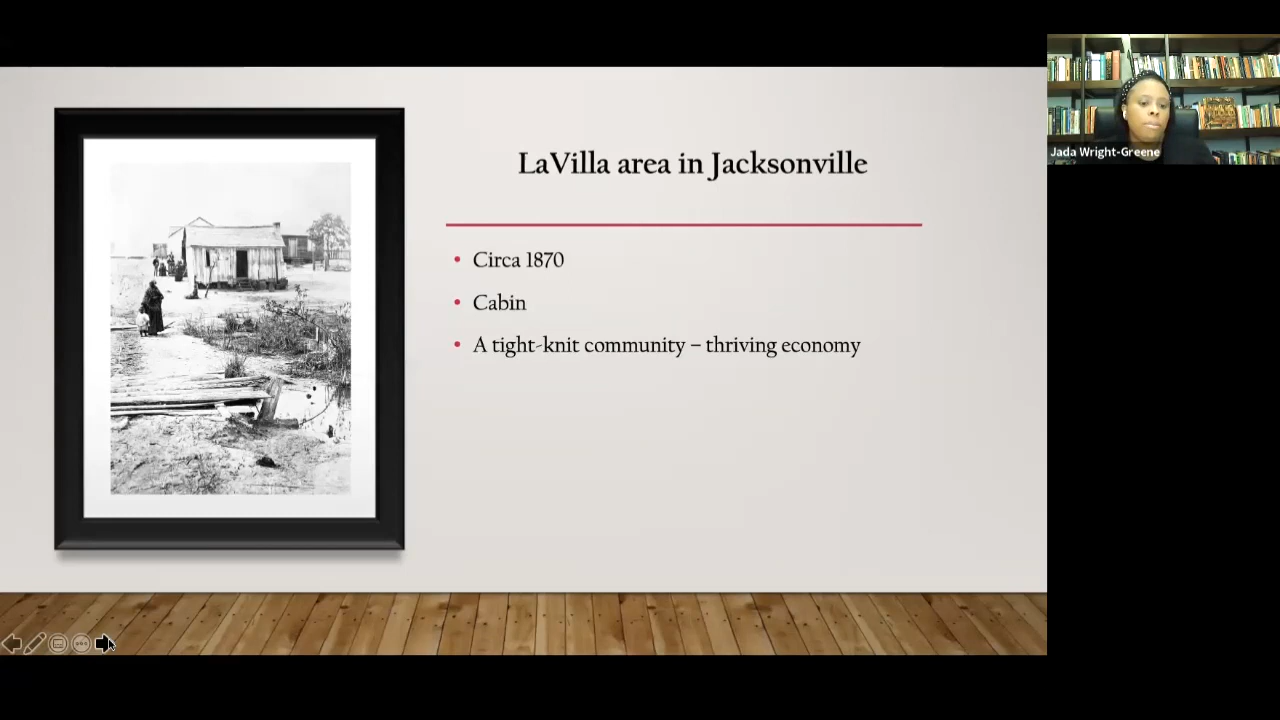 LaVilla area in Jacksonville
• Circa 1870
• Cabin
• A tight-knit community – thriving economy
Jada Wright-Greene